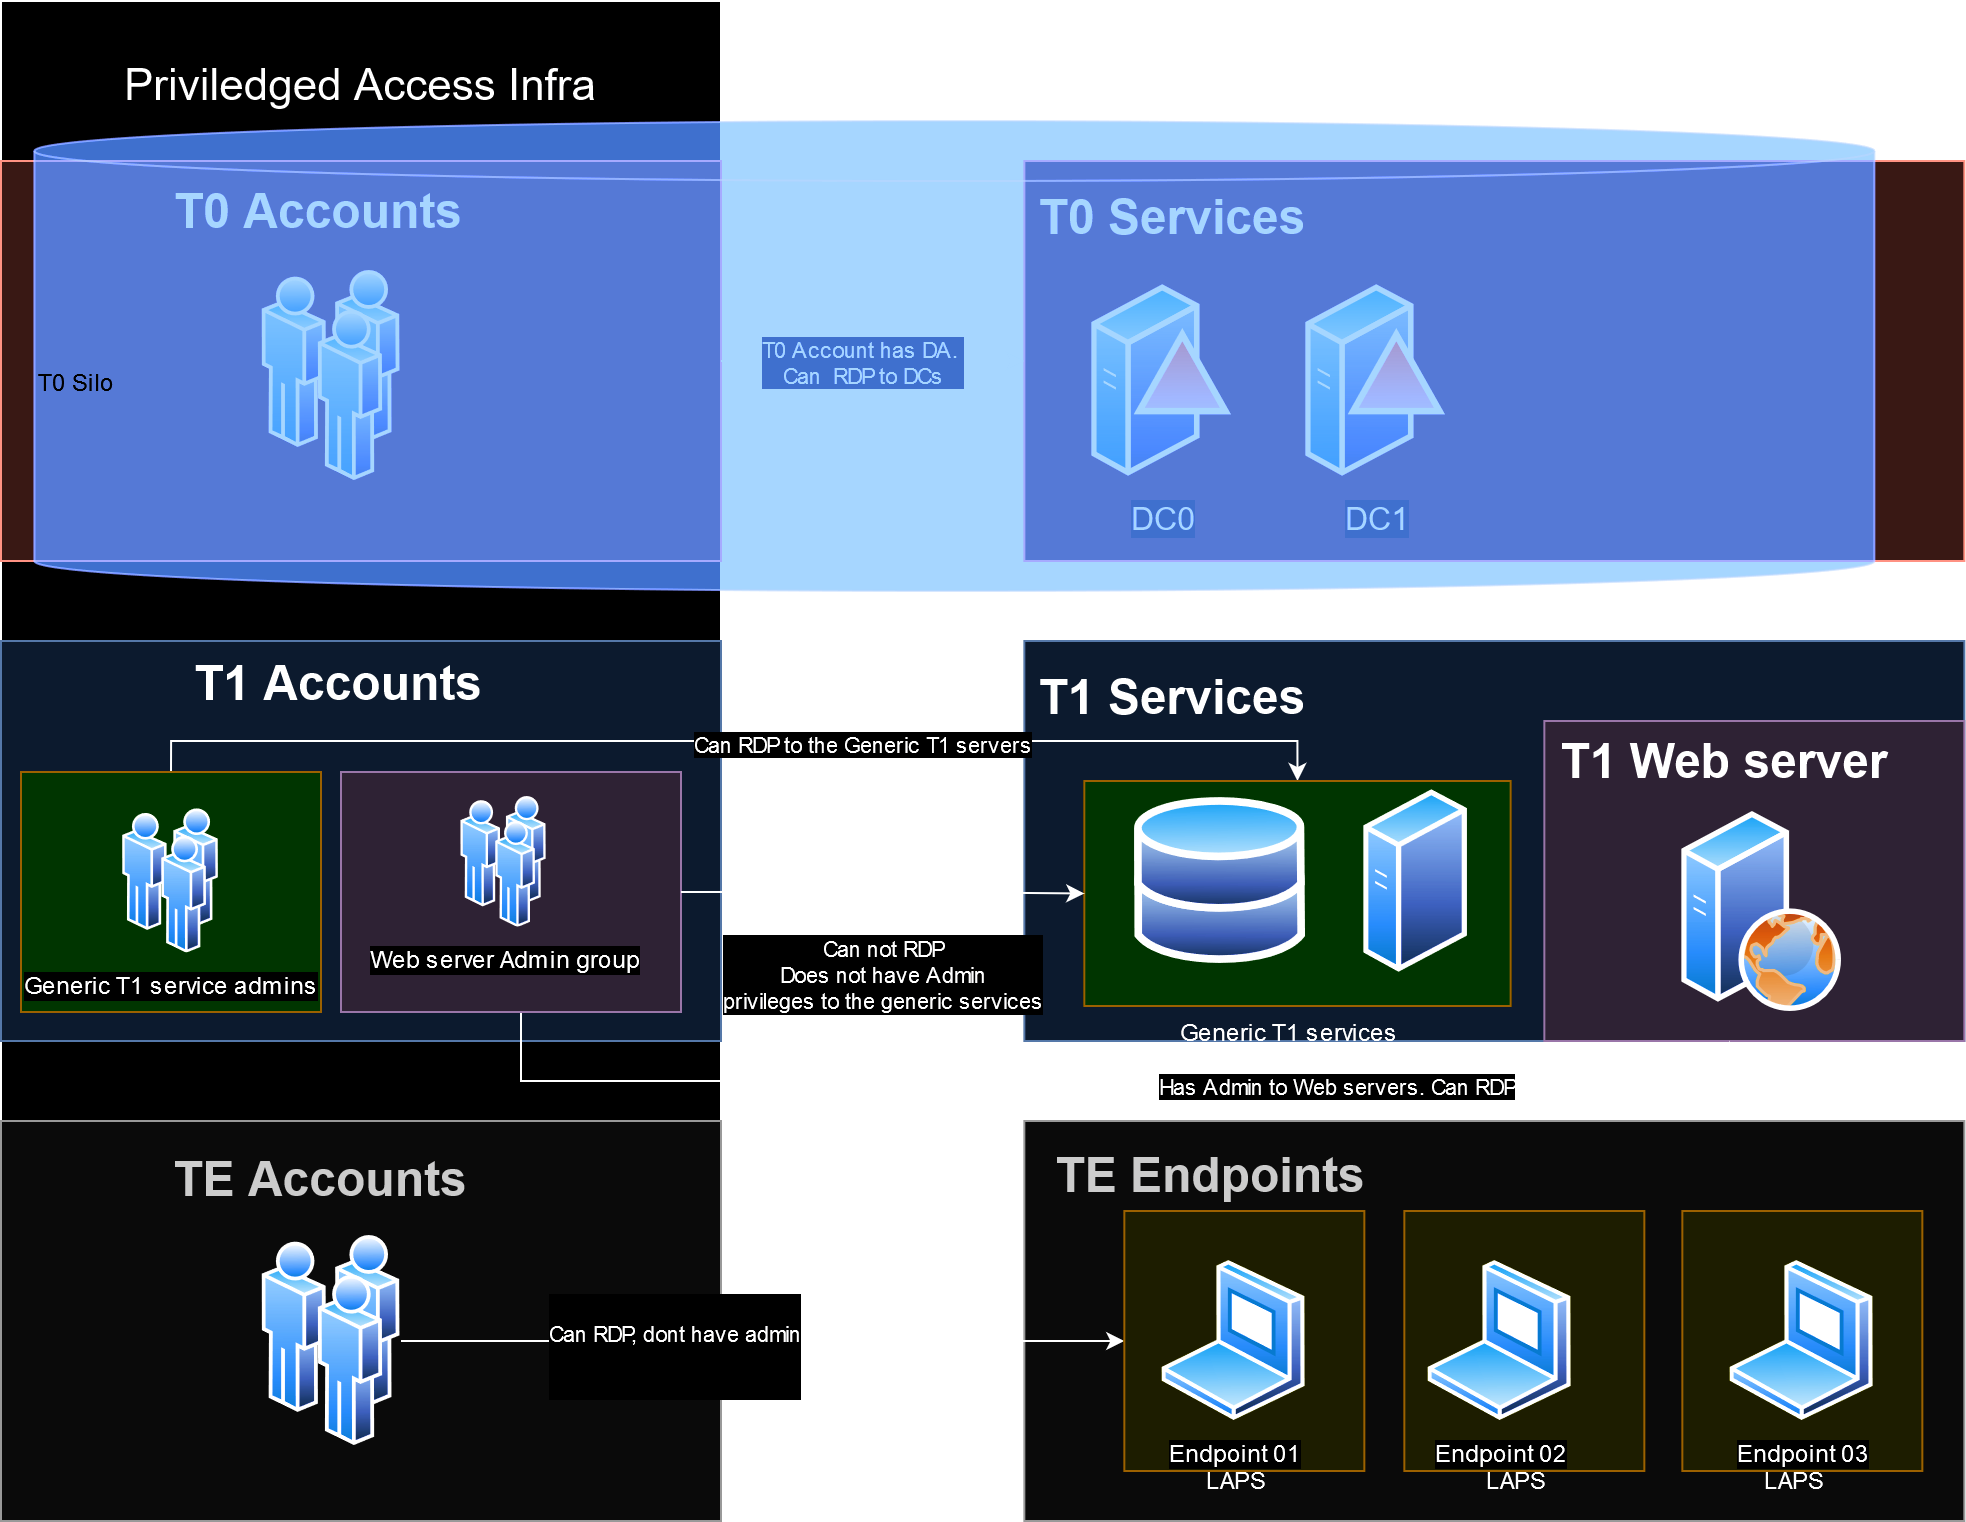 Priviledged Access Infra
T0 Accounts
T0 Services
T0 Silo
T0 Account has DA.
Can RDP to DCs
DC0
DC1
T1 Accounts
T1 Services
Can RDP to the Generic T1 servers
T1 Web server
Generic T1 service admins
Web server Admin group
Can not RDP
Does not have Admin
privileges to the generic services
Generic T1 services
Has Admin to Web servers. Can RDP
TE Accounts
TE Endpoints
Can RDP, dont have admin
Endpoint 01
LAPS
Endpoint 02
LAPS
Endpoint 03
LAPS